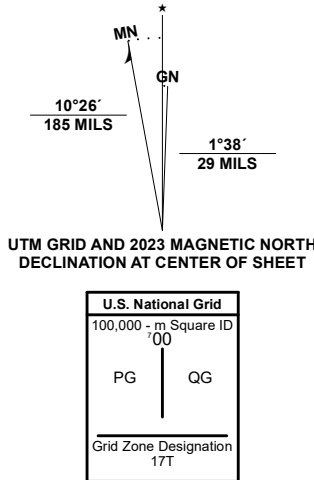 ★
MN
GN
10°26´
185 MILS
1°38´
29 MILS
UTM GRID AND 2023 MAGNETIC NORTH
DECLINATION AT CENTER OF SHEET
U.S. National Grid
100,000 - m Square ID
⁷00
PG QG
Grid Zone Designation
17T